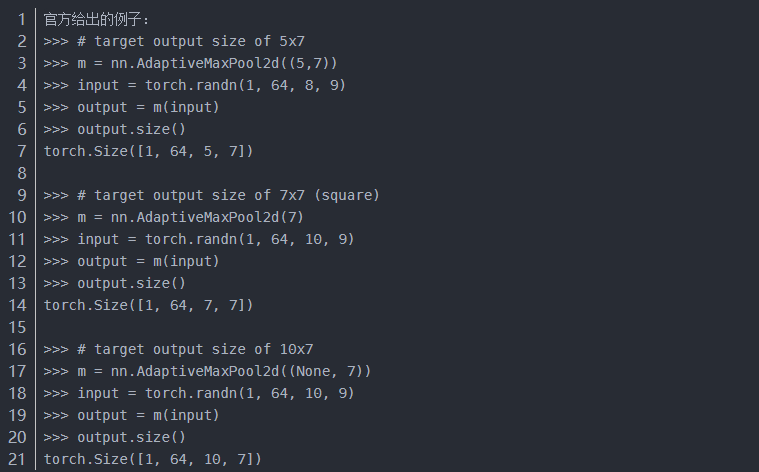 1 官方给出的例子：
2 >>> # target output size of 5x7
3 >>> m = nn.AdaptiveMaxPool2d((5,7))
4 >>> input = torch.randn(1, 64, 8, 9)
5 >>> output = m(input)
6 >>> output.size()
7 torch.Size([1, 64, 5, 7])
8
9 >>> # target output size of 7x7 (square)
10 >>> m = nn.AdaptiveMaxPool2d(7)
11 >>> input = torch.randn(1, 64, 10, 9)
12 >>> output = m(input)
13 >>> output.size()
14 torch.Size([1, 64, 7, 7])
15
16 >>> # target output size of 10x7
17 >>> m = nn.AdaptiveMaxPool2d((None, 7))
18 >>> input = torch.randn(1, 64, 10, 9)
19 >>> output = m(input)
20 >>> output.size()
21 torch.Size([1, 64, 10, 7])